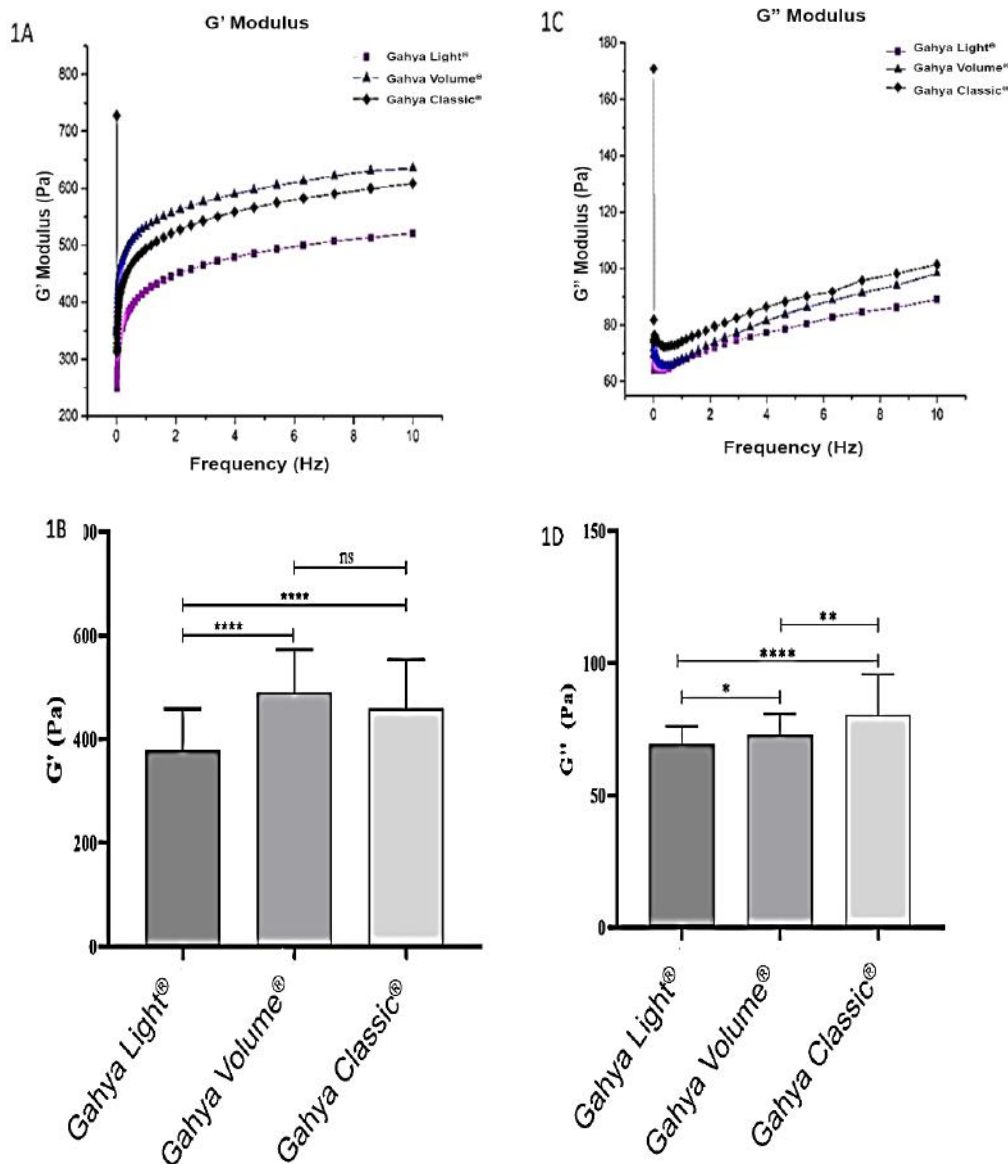 1A
G’ Modulus
Gahya Light®
Gahva Volume®
Gahya Classic®
800
700
600
500
400
300
200
G’ Modulus (Pa)
0
2
4
6
8
10
Frequency (Hz)
1C
G’’ Modulus
Gahya Light®
Gahya Volume®
Gahya Classic®
180
160
140
120
100
80
60
G’’ Modulus (Pa)
0
2
4
6
8
10
Frequency (Hz)
1B
00
600
400
200
0
G' (Pa)
ns
****
****
Gahya Light®
Gahya Volume®
Gahya Classic®
1D
150
100
50
0
G'' (Pa)
**
****
*
Gahya Light®
Gahya Volume®
Gahya Classic®